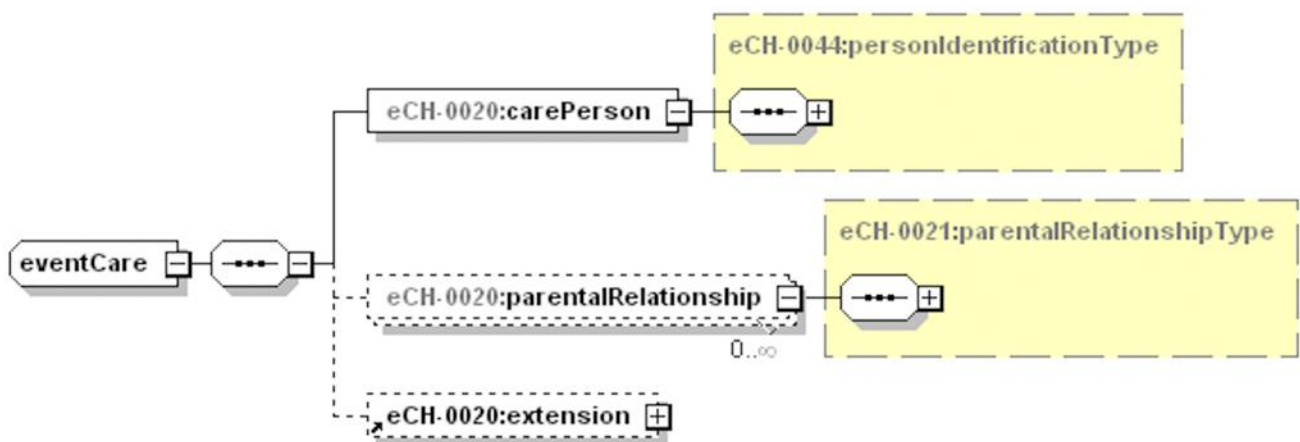 eCH-0044:personIdentificationType
eCH-0020:carePerson
eCH-0021:parentalRelationshipType
eventCare
eCH-0020:parentalRelationship
0..∞
eCH-0020:extension